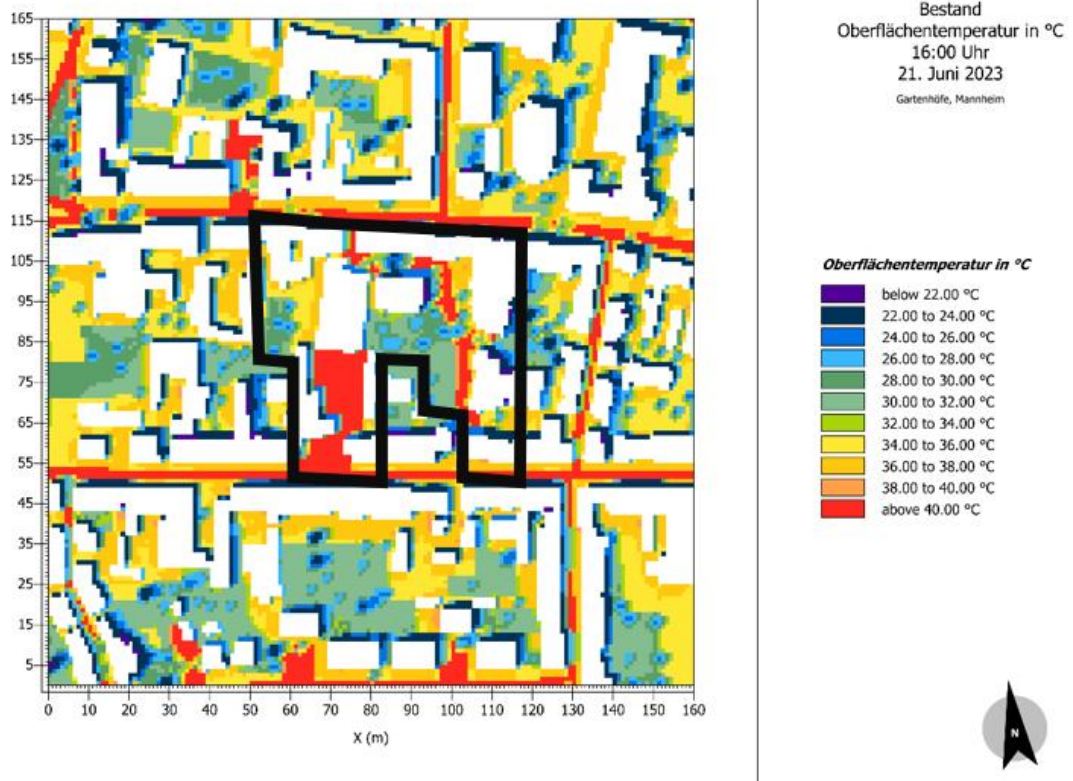 Bestand
Oberflächentemperatur in °C
16:00 Uhr
21. Juni 2023
Gartenhöfe, Mannheim
165
155
145
135
125
115
105
95
85
75
65
55
45
35
25
15
5
0 10 20 30 40 50 60 70 80 90 100 110 120 130 140 150 160
X (m)
Oberflächentemperatur in °C
below 22.00 °C
22.00 to 24.00 °C
24.00 to 26.00 °C
26.00 to 28.00 °C
28.00 to 30.00 °C
30.00 to 32.00 °C
32.00 to 34.00 °C
34.00 to 36.00 °C
36.00 to 38.00 °C
38.00 to 40.00 °C
above 40.00 °C
N